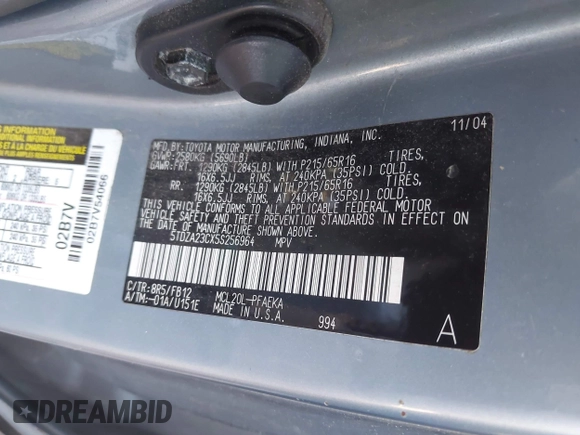 11/04
MFD. BY: TOYOTA MOTOR MANUFACTURING, INDIANA, INC.
GVWR: 2580KG (5690LB)
GAWR: FRT. 1290KG (2845LB) WITH P215/65R16 TIRES,
16X6.5JJ RIMS AT 240KPA (35PSI) COLD.
RR. 1290KG (2845LB) WITH P215/65R16 TIRES,
16X6.5JJ RIMS AT 240KPA (35PSI) COLD.
THIS VEHICLE CONFORMS TO ALL APPLICABLE FEDERAL MOTOR
VEHICLE SAFETY AND BUMPER STANDARDS IN EFFECT ON
THE DATE OF MANUFACTURE SHOWN ABOVE.
5TDZA23CX5S256964 MPV
C/TR: 8R5/FB12 MCL20L-PFAEKA
A/TM: -01A/U151E MADE IN U.S.A. 994 A
02B7V
02B7V64066
DREAMBID